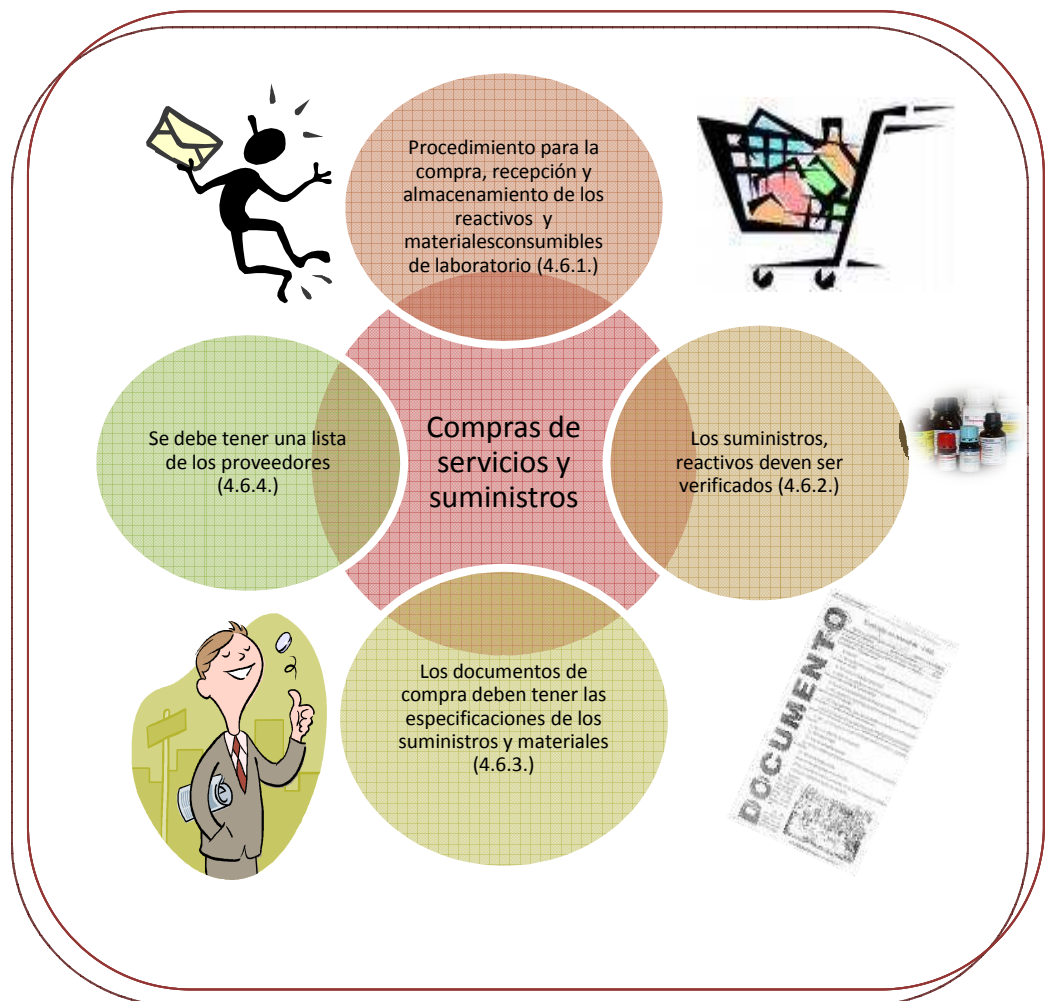 Procedimiento para la
compra, recepción y
almacenamiento de los
reactivos y
materialesconsumibles
de laboratorio (4.6.1.)
Se debe tener una lista
de los proveedores
(4.6.4.)
Compras de
servicios y
suministros
Los suministros,
reactivos deven ser
verificados (4.6.2.)
Los documentos de
compra deben tener las
especificaciones de los
suministros y materiales
(4.6.3.)
DOCUMENTO